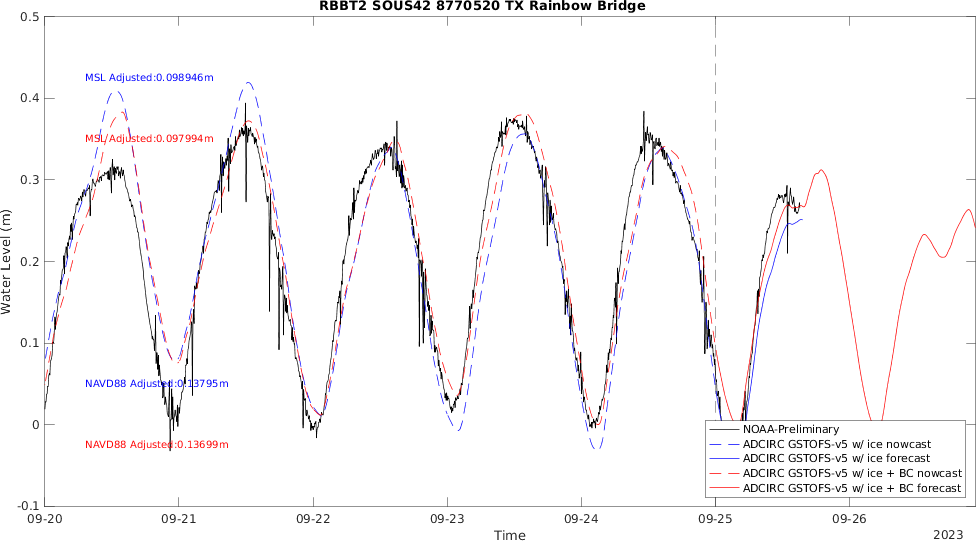 RBBT2 SOUS42 8770520 TX Rainbow Bridge
0.5
0.4
0.3
0.2
0.1
0
-0.1
Water Level (m)
MSL Adjusted:0.098946m
MSL Adjusted:0.097994m
NAVD88 Adjusted:0.13795m
NAVD88 Adjusted:0.13699m
NOAA-Preliminary
ADCIRC GSTOFS-v5 w/ ice nowcast
ADCIRC GSTOFS-v5 w/ ice forecast
ADCIRC GSTOFS-v5 w/ ice + BC nowcast
ADCIRC GSTOFS-v5 w/ ice + BC forecast
09-20 09-21 09-22 09-23 09-24 09-25 09-26
Time
2023